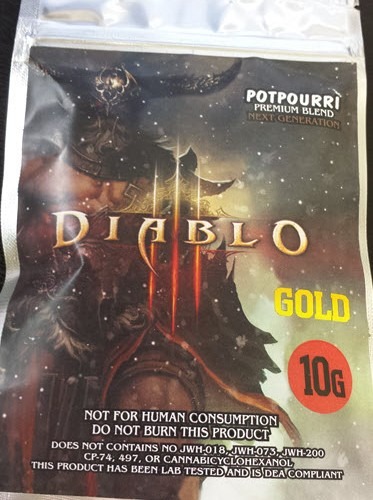 POTPOURRI
PREMIUM BLEND
NEXT GENERATION
DIABLO
III
GOLD
10G
NOT FOR HUMAN CONSUMPTION
DO NOT BURN THIS PRODUCT
DOES NOT CONTAINS NO JWH-018, JWH-073, JWH-200
CP-74, 497, OR CANNABICYCLOHEXANOL
THIS PRODUCT HAS BEEN LAB TESTED AND IS DEA COMPLIANT